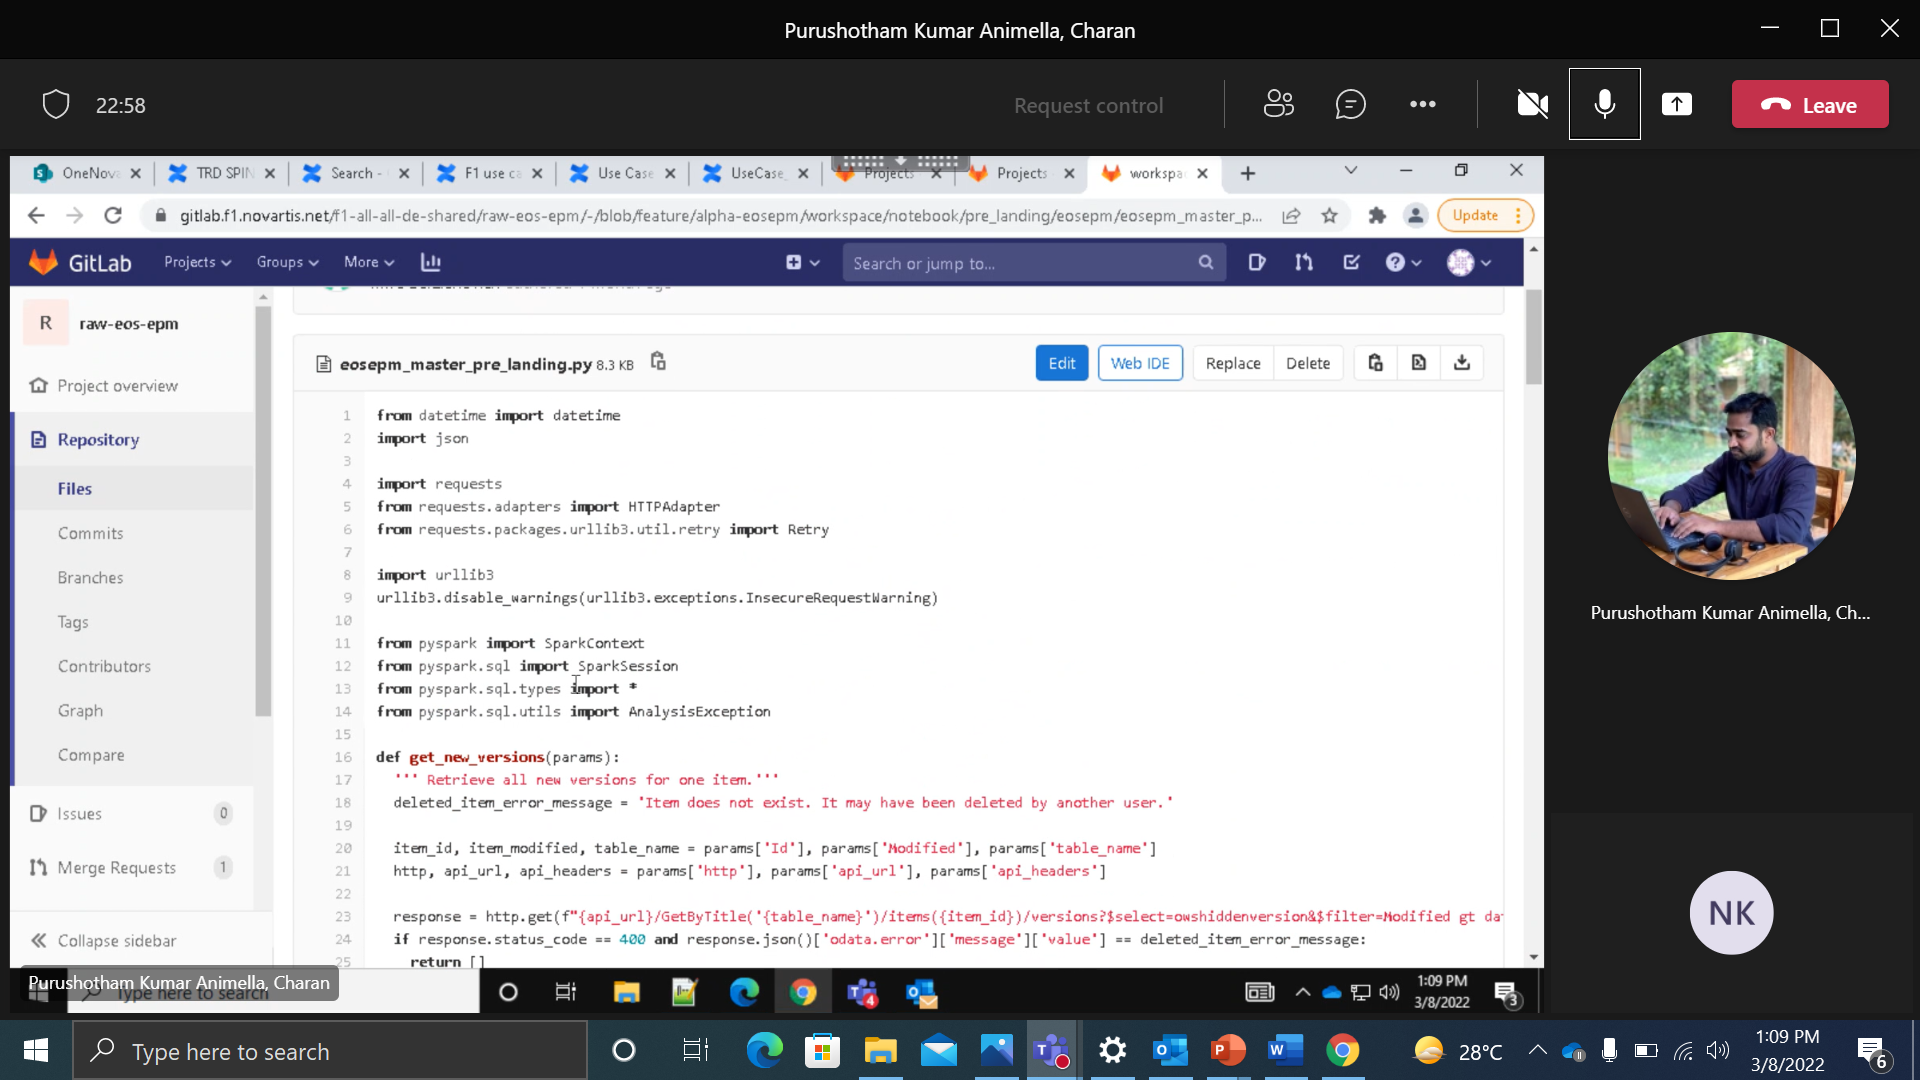 Purushotham Kumar Animella, Charan
22:58
Request control
Leave
OneNova
TRD SPIN
Search -
F1 use ca
Use Case
UseCase_
Projects
Projects
workspa
gitlab.f1.novartis.net/f1-all-all-de-shared/raw-eos-epm/-/blob/feature/alpha-eosepm/workspace/notebook/pre_landing/eosepm/eosepm_master_p...
Update
GitLab
Projects
Groups
More
Search or jump to...
R
raw-eos-epm
Project overview
Repository
Files
Commits
Branches
Tags
Contributors
Graph
Compare
Issues
0
Merge Requests
1
Collapse sidebar
eosepm_master_pre_landing.py 8.3 KB
Edit
Web IDE
Replace
Delete
1 from datetime import datetime
2 import json
3
4 import requests
5 from requests.adapters import HTTPAdapter
6 from requests.packages.urllib3.util.retry import Retry
7
8 import urllib3
9 urllib3.disable_warnings(urllib3.exceptions.InsecureRequestWarning)
10
11 from pyspark import SparkContext
12 from pyspark.sql import SparkSession
13 from pyspark.sql.types import *
14 from pyspark.sql.utils import AnalysisException
15
16 def get_new_versions(params):
17 ''' Retrieve all new versions for one item.'''
18 deleted_item_error_message = 'Item does not exist. It may have been deleted by another user.'
19
20 item_id, item_modified, table_name = params['Id'], params['Modified'], params['table_name']
21 http, api_url, api_headers = params['http'], params['api_url'], params['api_headers']
22
23 response = http.get(f"{api_url}/GetByTitle('{table_name}')/items({item_id})/versions?$select=owshiddenversion&$filter=Modified gt da
24 if response.status_code == 400 and response.json()['odata.error']['message']['value'] == deleted_item_error_message:
25 return []
Purushotham Kumar Animella, Charan
Type here to search
4
1:09 PM
3/8/2022
3
Purushotham Kumar Animella, Ch...
NK
Type here to search
28°C
1:09 PM
3/8/2022
6